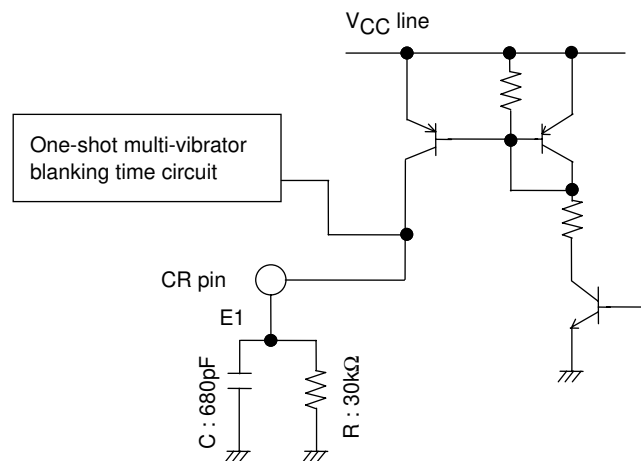 VCC line
One-shot multi-vibrator
blanking time circuit
CR pin
E1
C : 680pF
R : 30kΩ